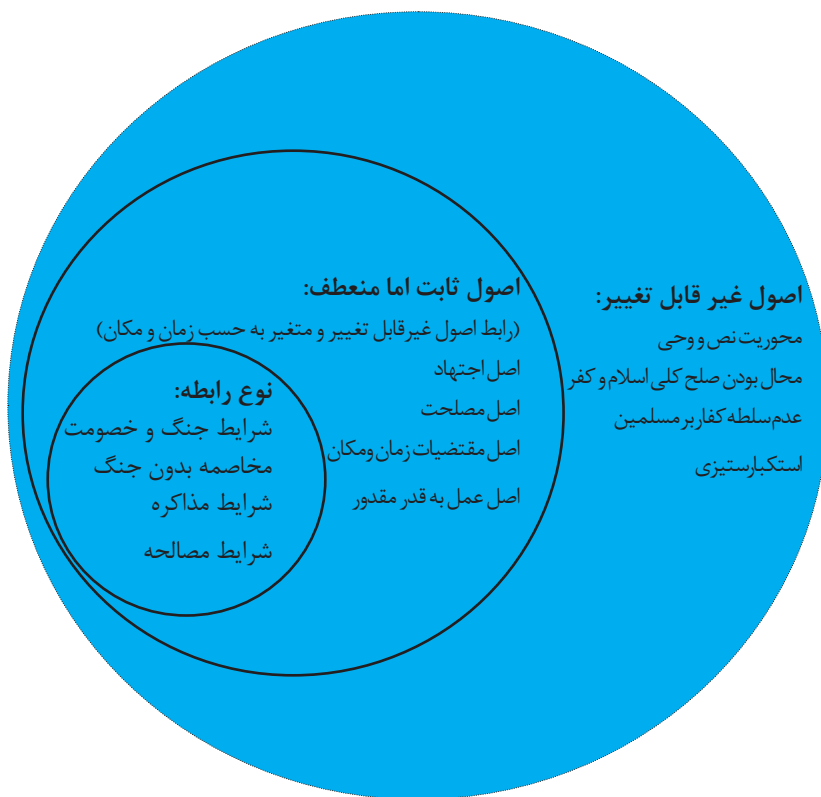 اصول غیر قابل تغییر:
محوریت نص و وحی
محال بودن صلح کلی اسلام و کفر
عدم سلطه کفار بر مسلمین
استکبارستیزی
اصول ثابت اما منعطف:
(رابط اصول غیرقابل تغییر و متغیر به حسب زمان و مکان)
اصل اجتهاد
اصل مصلحت
اصل مقتضیات زمان و مکان
اصل عمل به قدر مقدور
نوع رابطه:
شرایط جنگ و خصومت
مخاصمه بدون جنگ
شرایط مذاکره
شرایط مصالحه